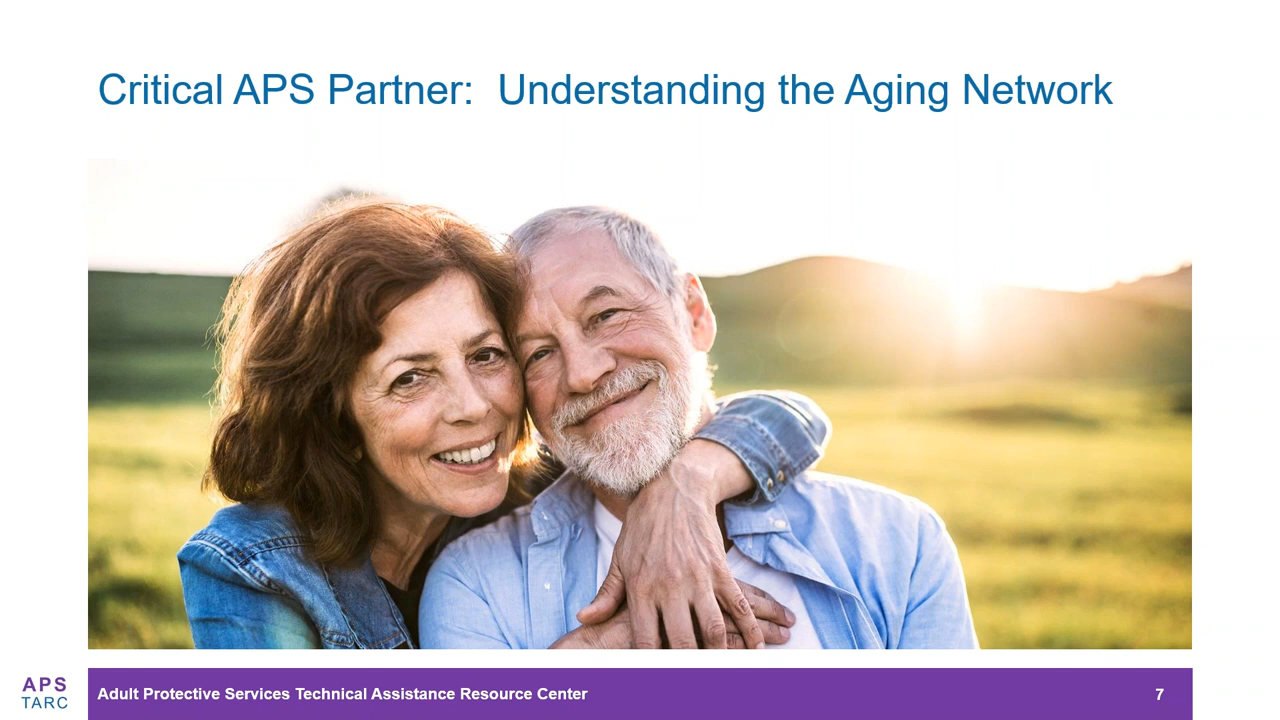 Critical APS Partner:  Understanding the Aging Network
APS
TARC
Adult Protective Services Technical Assistance Resource Center
7